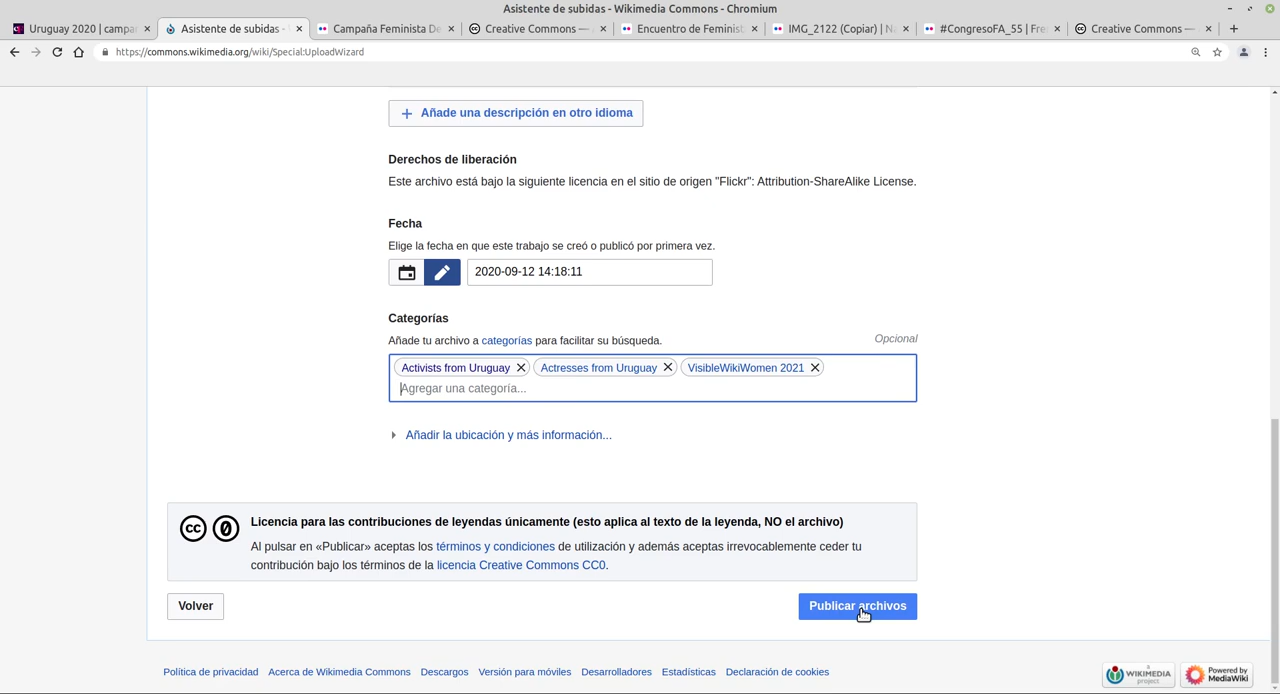 Asistente de subidas - Wikimedia Commons - Chromium
Uruguay 2020 | campa
Asistente de subidas -
Campaña Feminista De
Creative Commons —
Encuentro de Feminist
IMG_2122 (Copiar) | N
#CongresoFA_55 | Fre
Creative Commons —
https://commons.wikimedia.org/wiki/Special:UploadWizard
+ Añade una descripción en otro idioma
Derechos de liberación
Este archivo está bajo la siguiente licencia en el sitio de origen "Flickr": Attribution-ShareAlike License.
Fecha
Elige la fecha en que este trabajo se creó o publicó por primera vez.
2020-09-12 14:18:11
Categorías
Añade tu archivo a categorías para facilitar su búsqueda. Opcional
Activists from Uruguay Actresses from Uruguay VisibleWikiWomen 2021
Agregar una categoría...
Añadir la ubicación y más información...
cc 0 Licencia para las contribuciones de leyendas únicamente (esto aplica al texto de la leyenda, NO el archivo)
Al pulsar en «Publicar» aceptas los términos y condiciones de utilización y además aceptas irrevocablemente ceder tu
contribución bajo los términos de la licencia Creative Commons CC0.
Volver Publicar archivos
Política de privacidad Acerca de Wikimedia Commons Descargos Versión para móviles Desarrolladores Estadísticas Declaración de cookies
A WIKIMEDIA project
Powered by MediaWiki